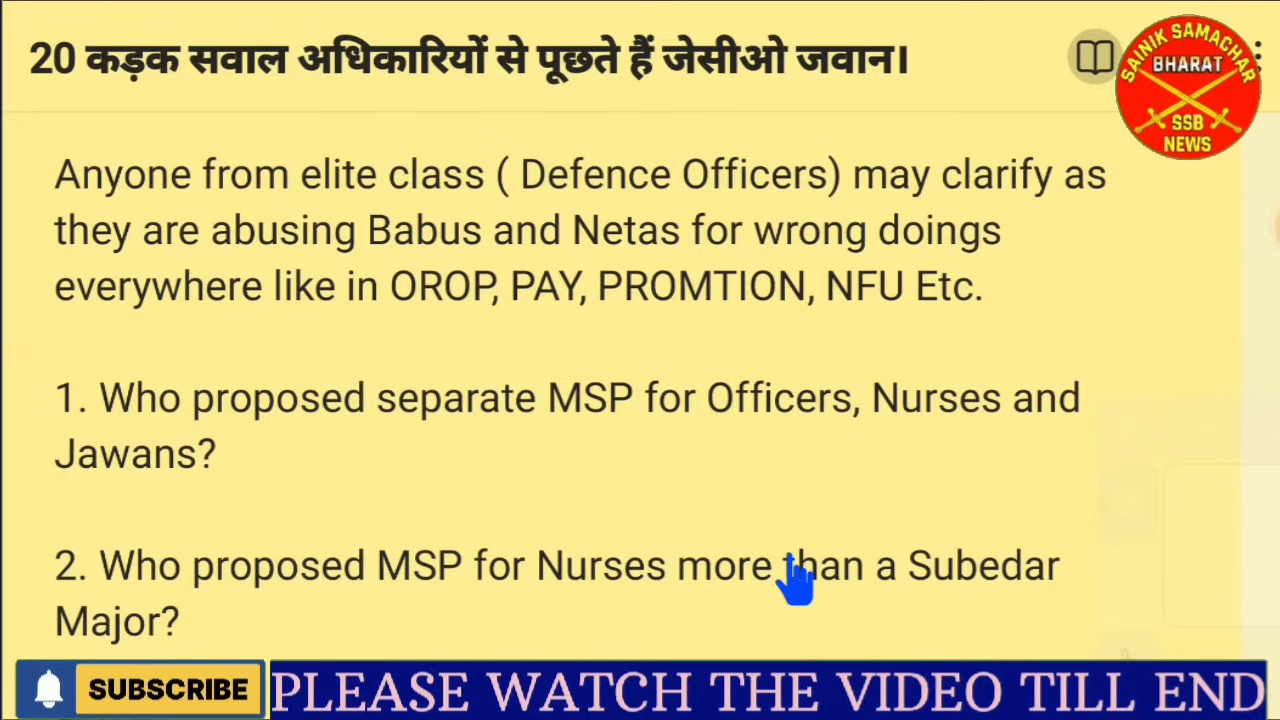 20 कड़क सवाल अधिकारियों से पूछते हैं जेसीओ जवान।
SAINIK SAMACHAR
BHARAT
SSB
NEWS
Anyone from elite class ( Defence Officers) may clarify as
they are abusing Babus and Netas for wrong doings
everywhere like in OROP, PAY, PROMTION, NFU Etc.
1. Who proposed separate MSP for Officers, Nurses and
Jawans?
2. Who proposed MSP for Nurses more than a Subedar
Major?
SUBSCRIBE
PLEASE WATCH THE VIDEO TILL END